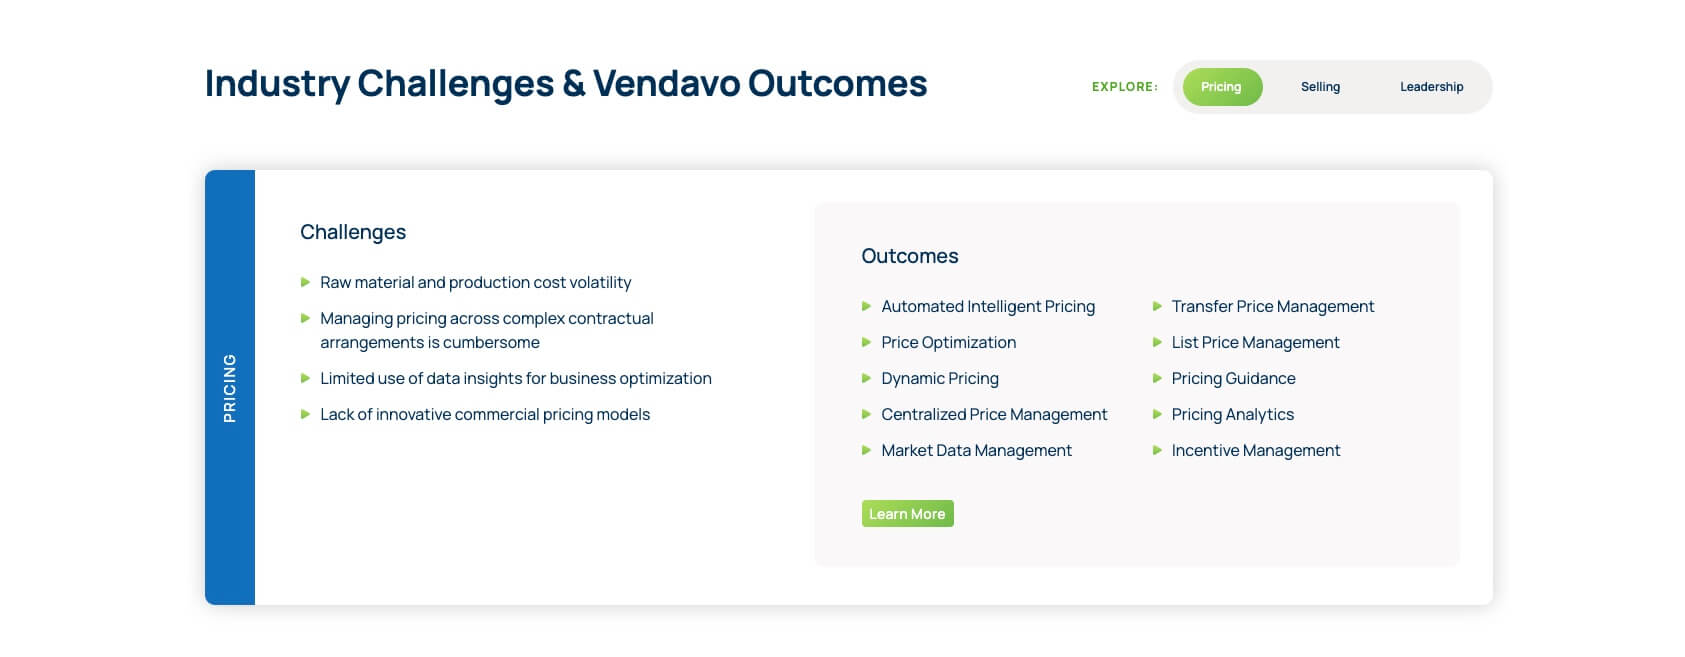 Industry Challenges & Vendavo Outcomes
EXPLORE:
Pricing
Selling
Leadership
PRICING
Challenges
Raw material and production cost volatility
Managing pricing across complex contractual
arrangements is cumbersome
Limited use of data insights for business optimization
Lack of innovative commercial pricing models
Outcomes
Automated Intelligent Pricing
Price Optimization
Dynamic Pricing
Centralized Price Management
Market Data Management
Transfer Price Management
List Price Management
Pricing Guidance
Pricing Analytics
Incentive Management
Learn More